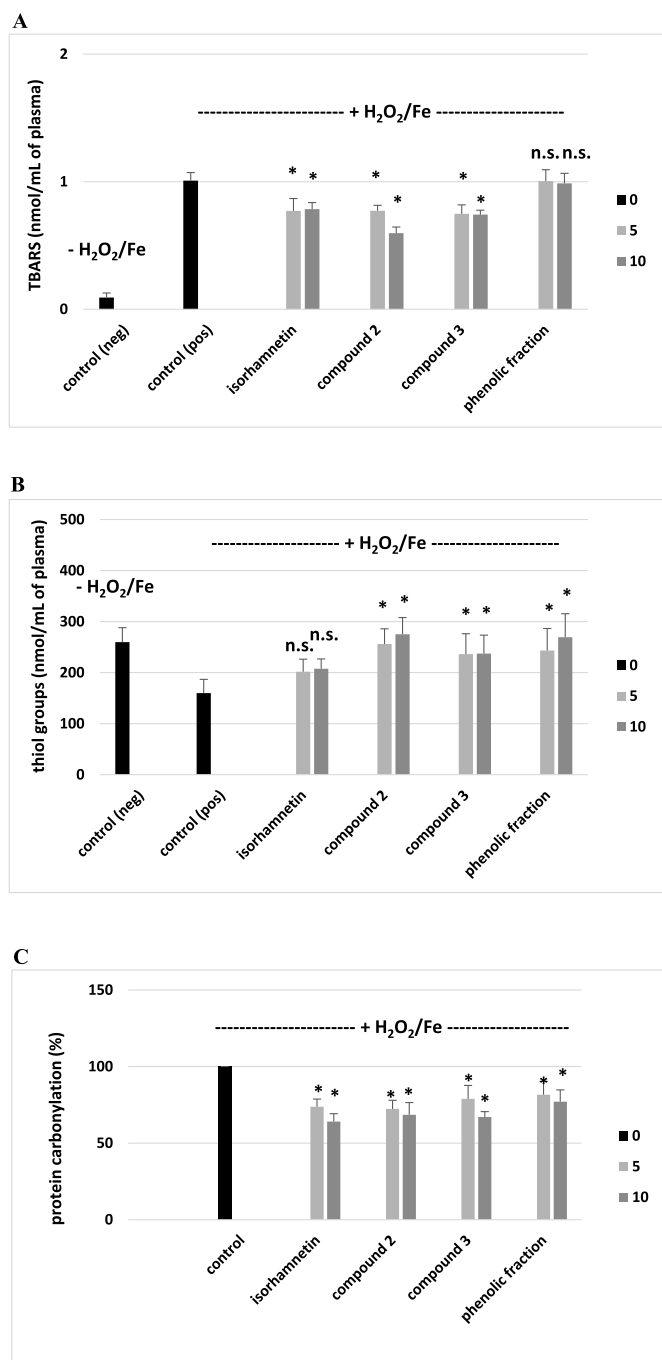 A
2
- - - - - - - - - - + H₂O₂/Fe - - - - - - - - - -
n.s. n.s.
* * * * * *
1
TBARS (nmol/mL of plasma)
- H₂O₂/Fe
0
control (neg)
control (pos)
isorhamnetin
compound 2
compound 3
phenolic fraction
0
5
10
B
500
- - - - - - - - - - + H₂O₂/Fe - - - - - - - - - -
400
- H₂O₂/Fe
* * * * * *
300
n.s. n.s.
200
100
0
thiol groups (nmol/mL of plasma)
control (neg)
control (pos)
isorhamnetin
compound 2
compound 3
phenolic fraction
0
5
10
C
150
- - - - - - - - - - + H₂O₂/Fe - - - - - - - - - -
100
* * * * * * * *
50
0
protein carbonylation (%)
control
isorhamnetin
compound 2
compound 3
phenolic fraction
0
5
10